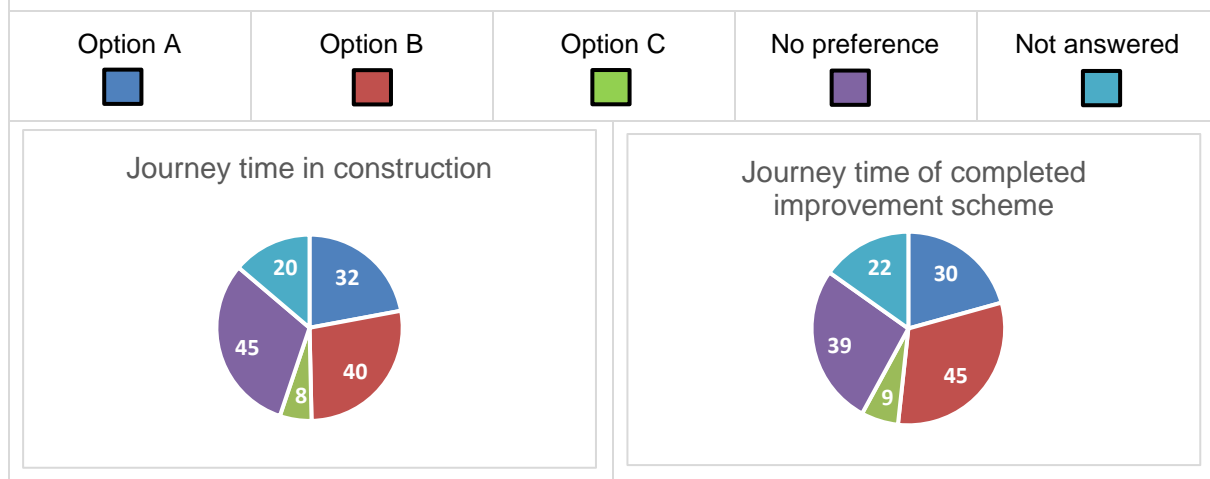 Option A
Option B
Option C
No preference
Not answered
Journey time in construction
32
40
8
45
20
Journey time of completed
improvement scheme
30
45
9
39
22